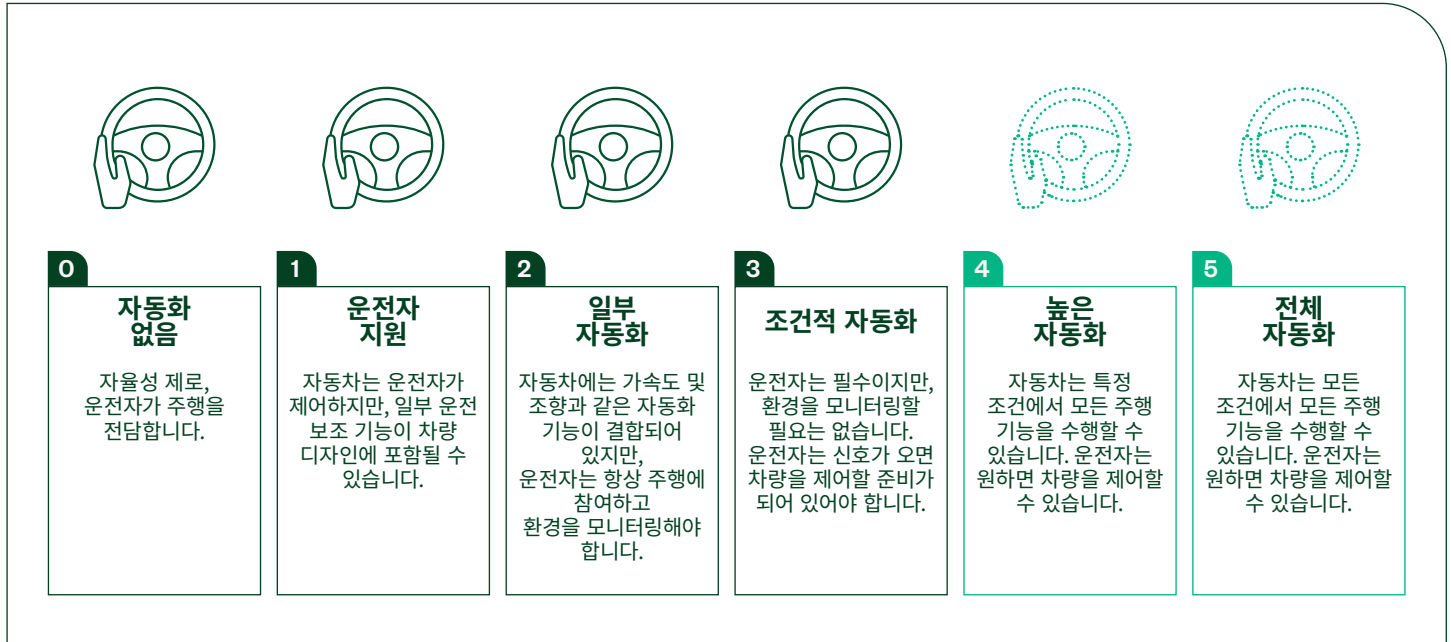 0
자동화
없음
자율성 제로,
운전자가 주행을
전담합니다.
1
운전자
지원
자동차는 운전자가
제어하지만, 일부 운전
보조 기능이 차량
디자인에 포함될 수
있습니다.
2
일부
자동화
자동차에는 가속도 및
조향과 같은 자동화
기능이 결합되어
있지만,
운전자는 항상 주행에
참여하고
환경을 모니터링해야
합니다.
3
조건적 자동화
운전자는 필수이지만,
환경을 모니터링할
필요는 없습니다.
운전자는 신호가 오면
차량을 제어할 준비가
되어 있어야 합니다.
4
높은
자동화
자동차는 특정
조건에서 모든 주행
기능을 수행할 수
있습니다. 운전자는
원하면 차량을 제어할
수 있습니다.
5
전체
자동화
자동차는 모든
조건에서 모든 주행
기능을 수행할 수
있습니다. 운전자는
원하면 차량을 제어할
수 있습니다.